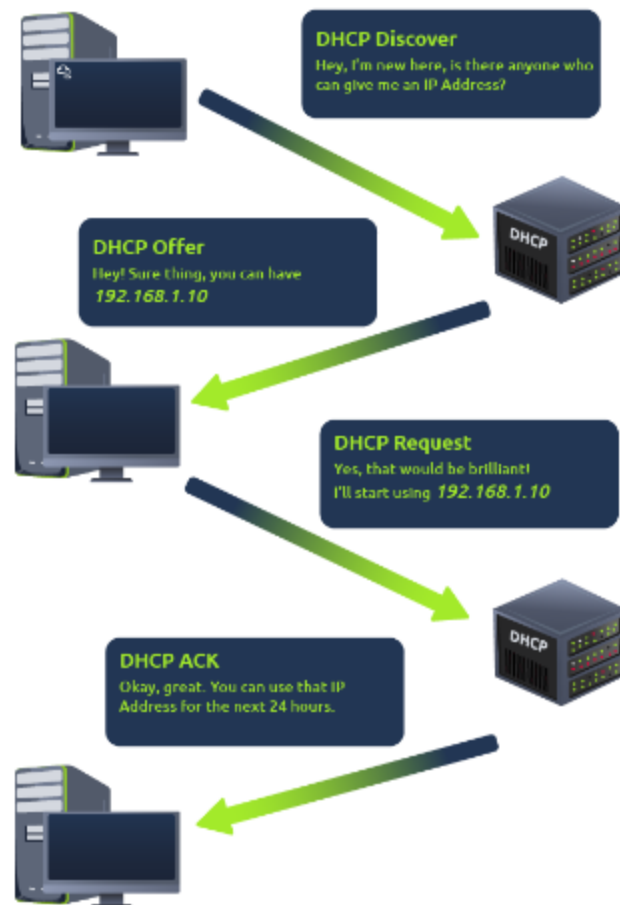 DHCP Discover
Hey, I'm new here, is there anyone who
can give me an IP Address?
DHCP
DHCP Offer
Hey! Sure thing, you can have
192.168.1.10
DHCP Request
Yes, that would be brilliant!
I'll start using 192.168.1.10
DHCP
DHCP ACK
Okay, great. You can use that IP
Address for the next 24 hours.